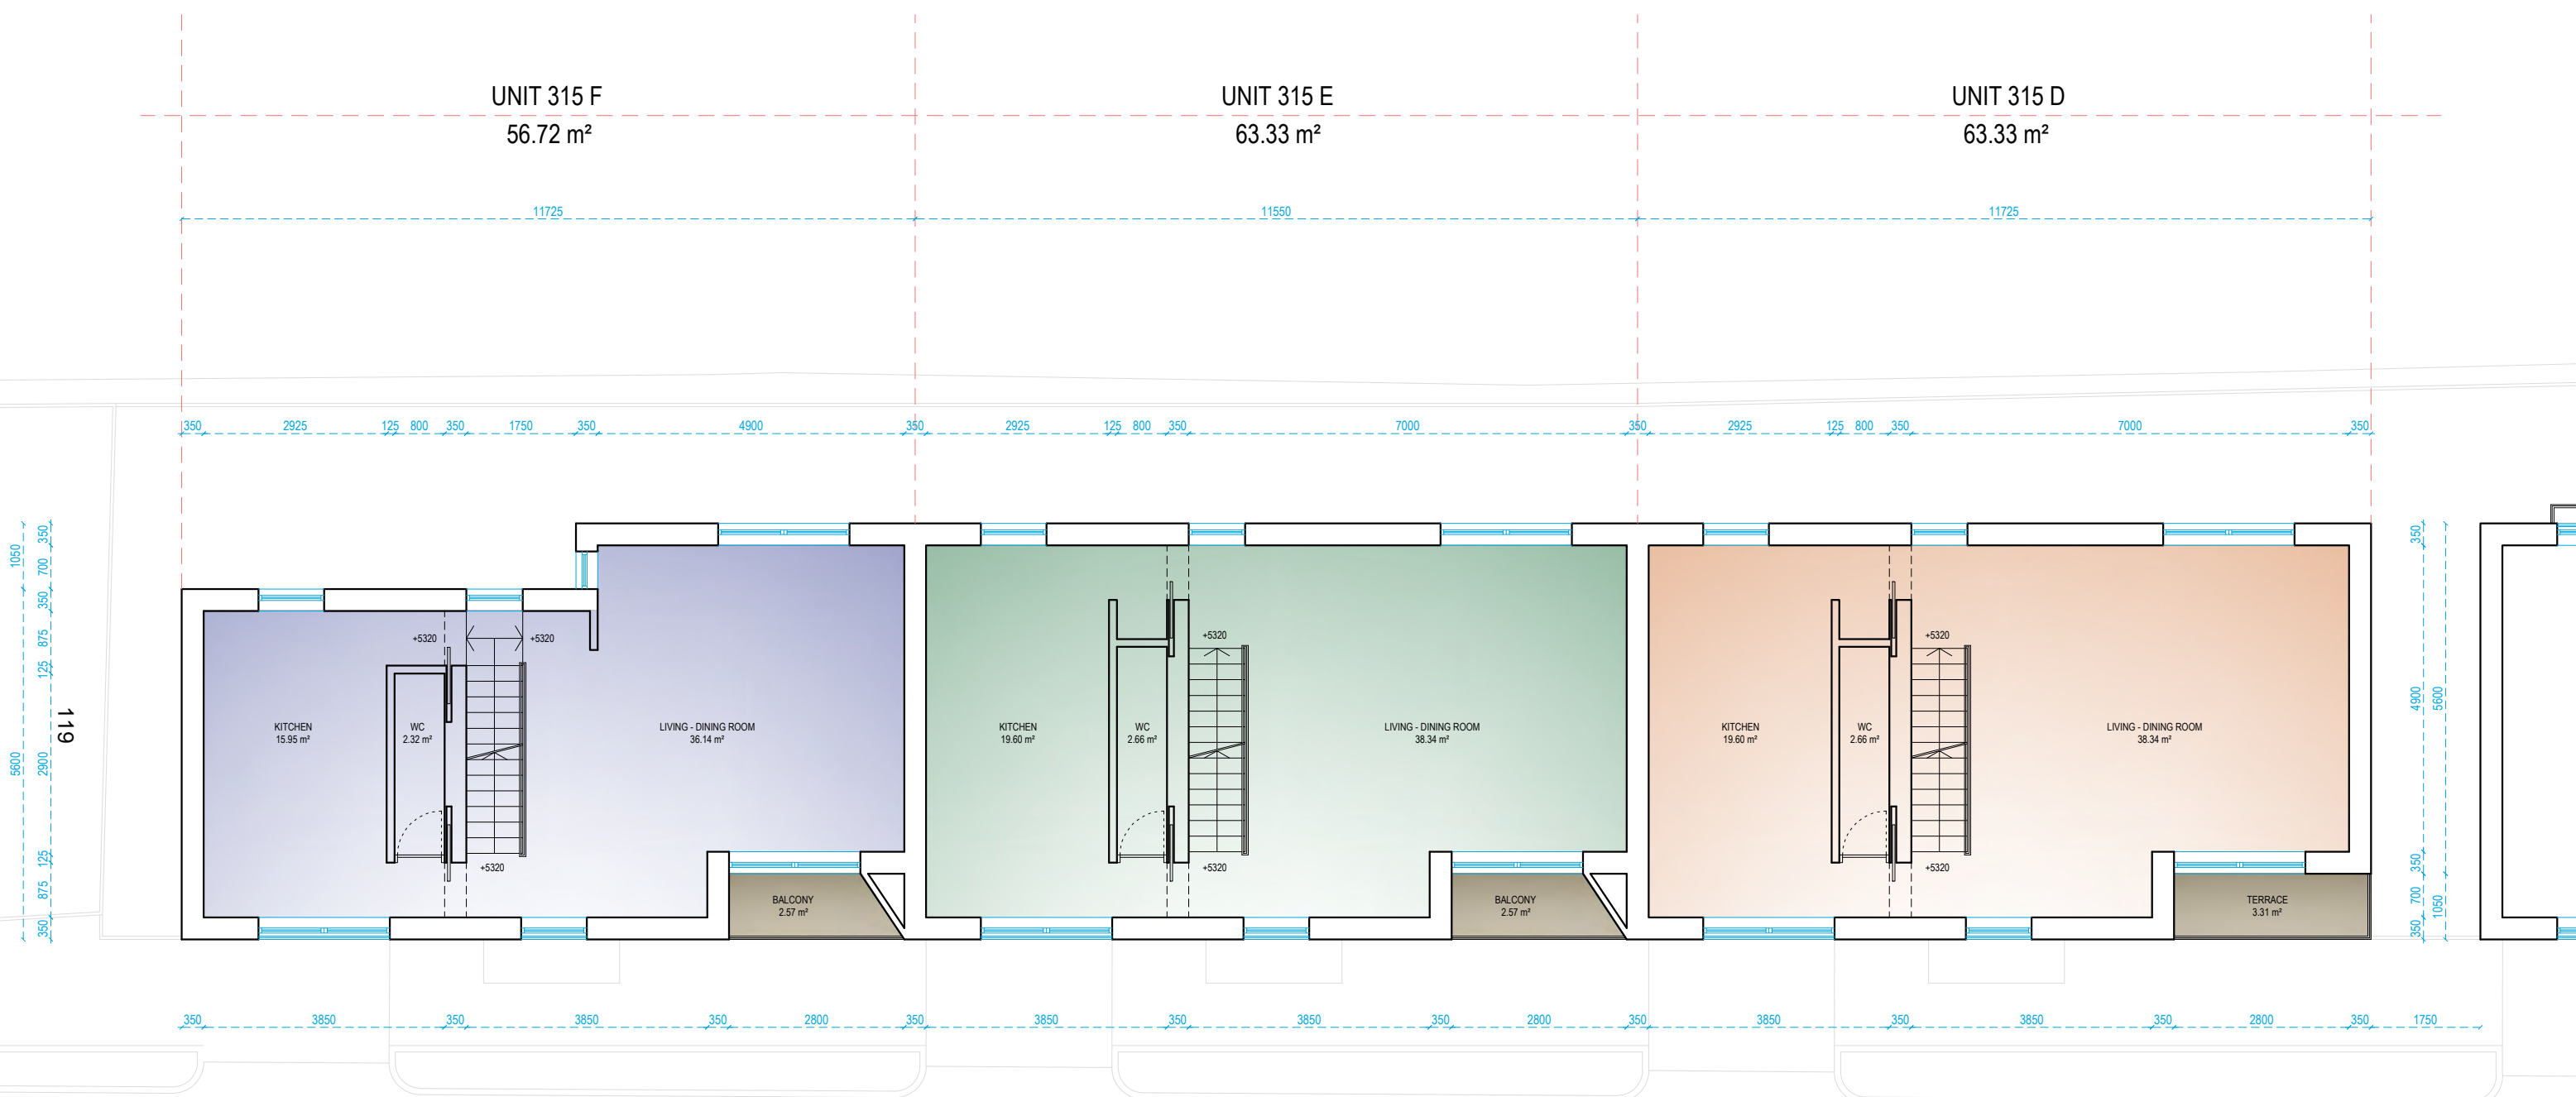 UNIT 315 F
56.72 m²
UNIT 315 E
63.33 m²
UNIT 315 D
63.33 m²
11725
11550
11725
350
2925
125
800
350
1750
350
4900
350
2925
125
800
350
7000
350
2925
125
800
350
7000
350
1050
5600
350
700
350
875
125
2900
125
875
350
119
+5320
+5320
+5320
KITCHEN
15.95 m²
WC
2.32 m²
LIVING - DINING ROOM
36.14 m²
BALCONY
2.57 m²
+5320
+5320
KITCHEN
19.60 m²
WC
2.66 m²
LIVING - DINING ROOM
38.34 m²
BALCONY
2.57 m²
+5320
+5320
KITCHEN
19.60 m²
WC
2.66 m²
LIVING - DINING ROOM
38.34 m²
TERRACE
3.31 m²
350
4900
350
700
350
5600
1050
350
3850
350
3850
350
2800
350
3850
350
3850
350
2800
350
3850
350
3850
350
2800
350
1750